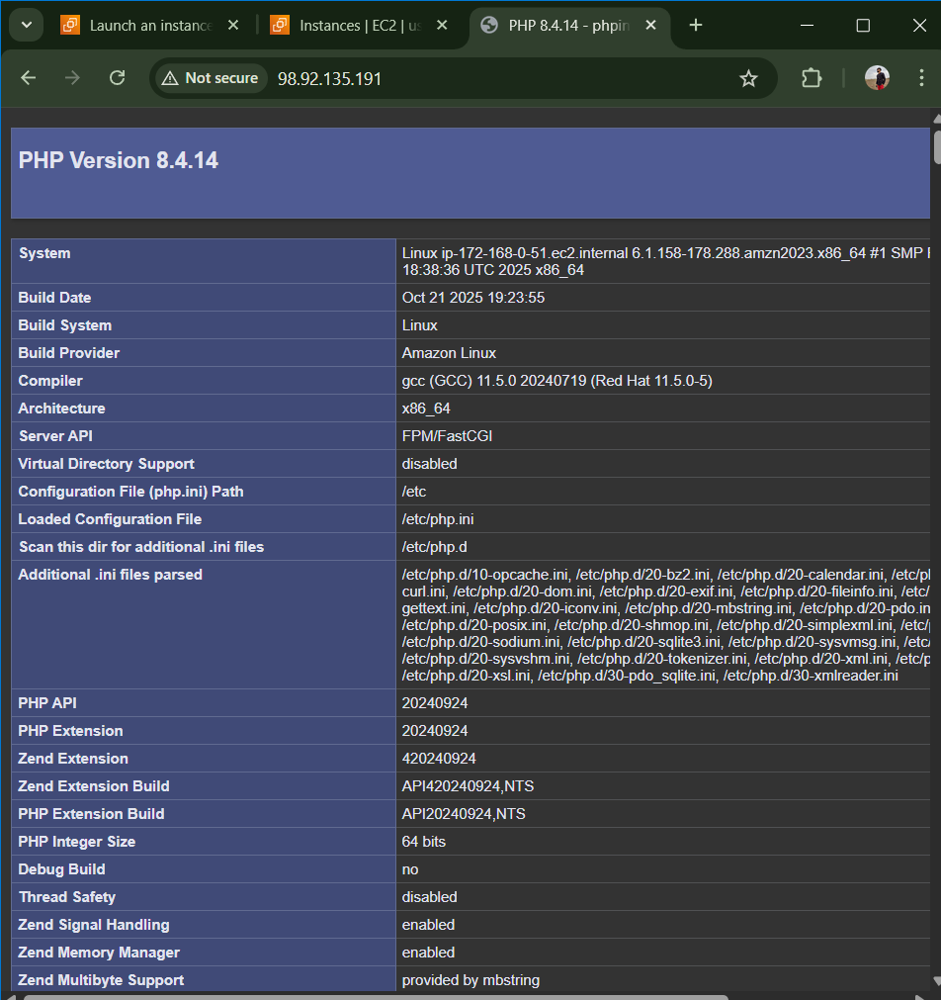 Launch an instance
Instances | EC2 | us
PHP 8.4.14 - phpin
Not secure
98.92.135.191
PHP Version 8.4.14
System
Linux ip-172-168-0-51.ec2.internal 6.1.158-178.288.amzn2023.x86_64 #1 SMP
18:38:36 UTC 2025 x86_64
Build Date
Oct 21 2025 19:23:55
Build System
Linux
Build Provider
Amazon Linux
Compiler
gcc (GCC) 11.5.0 20240719 (Red Hat 11.5.0-5)
Architecture
x86_64
Server API
FPM/FastCGI
Virtual Directory Support
disabled
Configuration File (php.ini) Path
/etc
Loaded Configuration File
/etc/php.ini
Scan this dir for additional .ini files
/etc/php.d
Additional .ini files parsed
/etc/php.d/10-opcache.ini, /etc/php.d/20-bz2.ini, /etc/php.d/20-calendar.ini,
curl.ini, /etc/php.d/20-dom.ini, /etc/php.d/20-exif.ini, /etc/php.d/20-fileinfo.ini,
gettext.ini, /etc/php.d/20-iconv.ini, /etc/php.d/20-mbstring.ini, /etc/php.d/20-pdo.in
/etc/php.d/20-posix.ini, /etc/php.d/20-shmop.ini, /etc/php.d/20-simplexml.ini,
/etc/php.d/20-sodium.ini, /etc/php.d/20-sqlite3.ini, /etc/php.d/20-sysvmsg.ini,
/etc/php.d/20-sysvshm.ini, /etc/php.d/20-tokenizer.ini, /etc/php.d/20-xml.ini,
/etc/php.d/20-xsl.ini, /etc/php.d/30-pdo_sqlite.ini, /etc/php.d/30-xmlreader.ini
PHP API
20240924
PHP Extension
20240924
Zend Extension
420240924
Zend Extension Build
API420240924,NTS
PHP Extension Build
API20240924,NTS
PHP Integer Size
64 bits
Debug Build
no
Thread Safety
disabled
Zend Signal Handling
enabled
Zend Memory Manager
enabled
Zend Multibyte Support
provided by mbstring